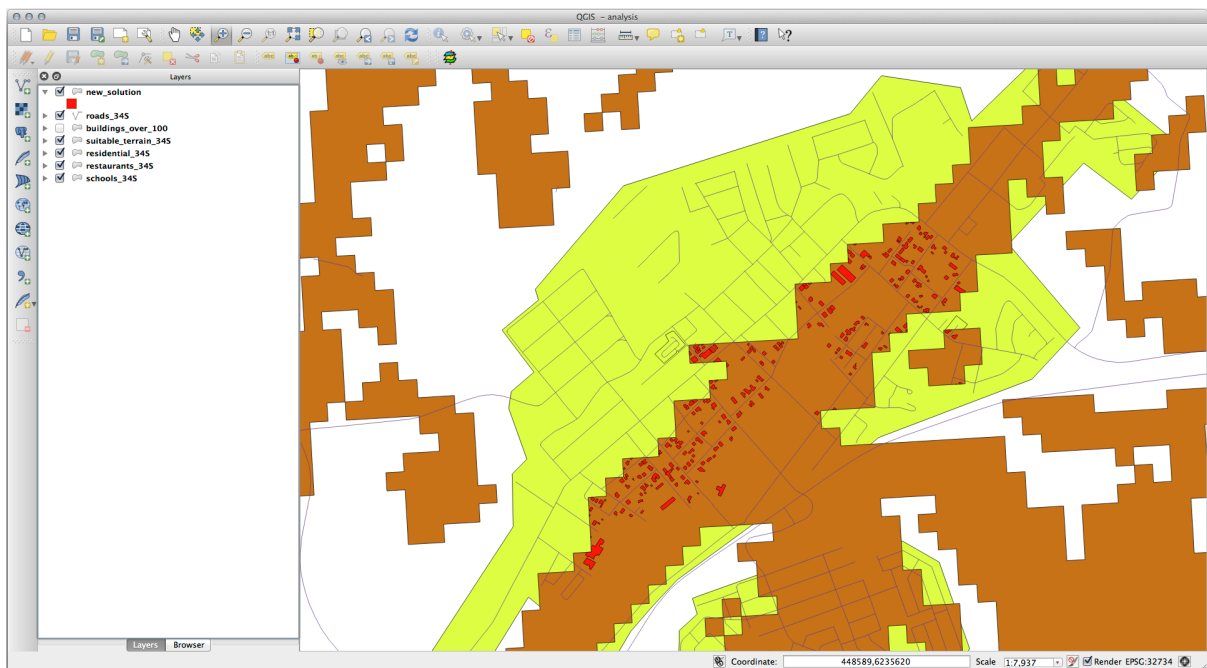 QGIS - analysis
Layers
new_solution
roads_34S
buildings_over_100
suitable_terrain_34S
residential_34S
restaurants_34S
schools_34S
Layers
Browser
Coordinate:
448589,6235620
Scale
1:7,937
Render
EPSG:32734